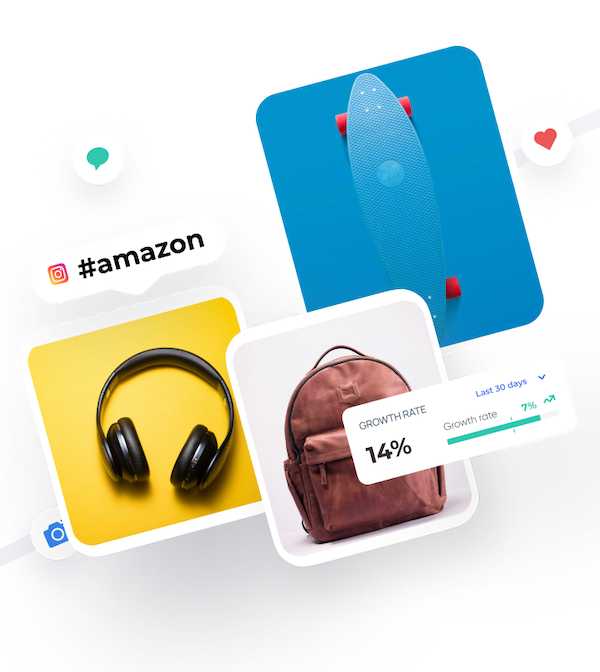 #amazon
Last 30 days
GROWTH RATE
14%
Growth rate
7%